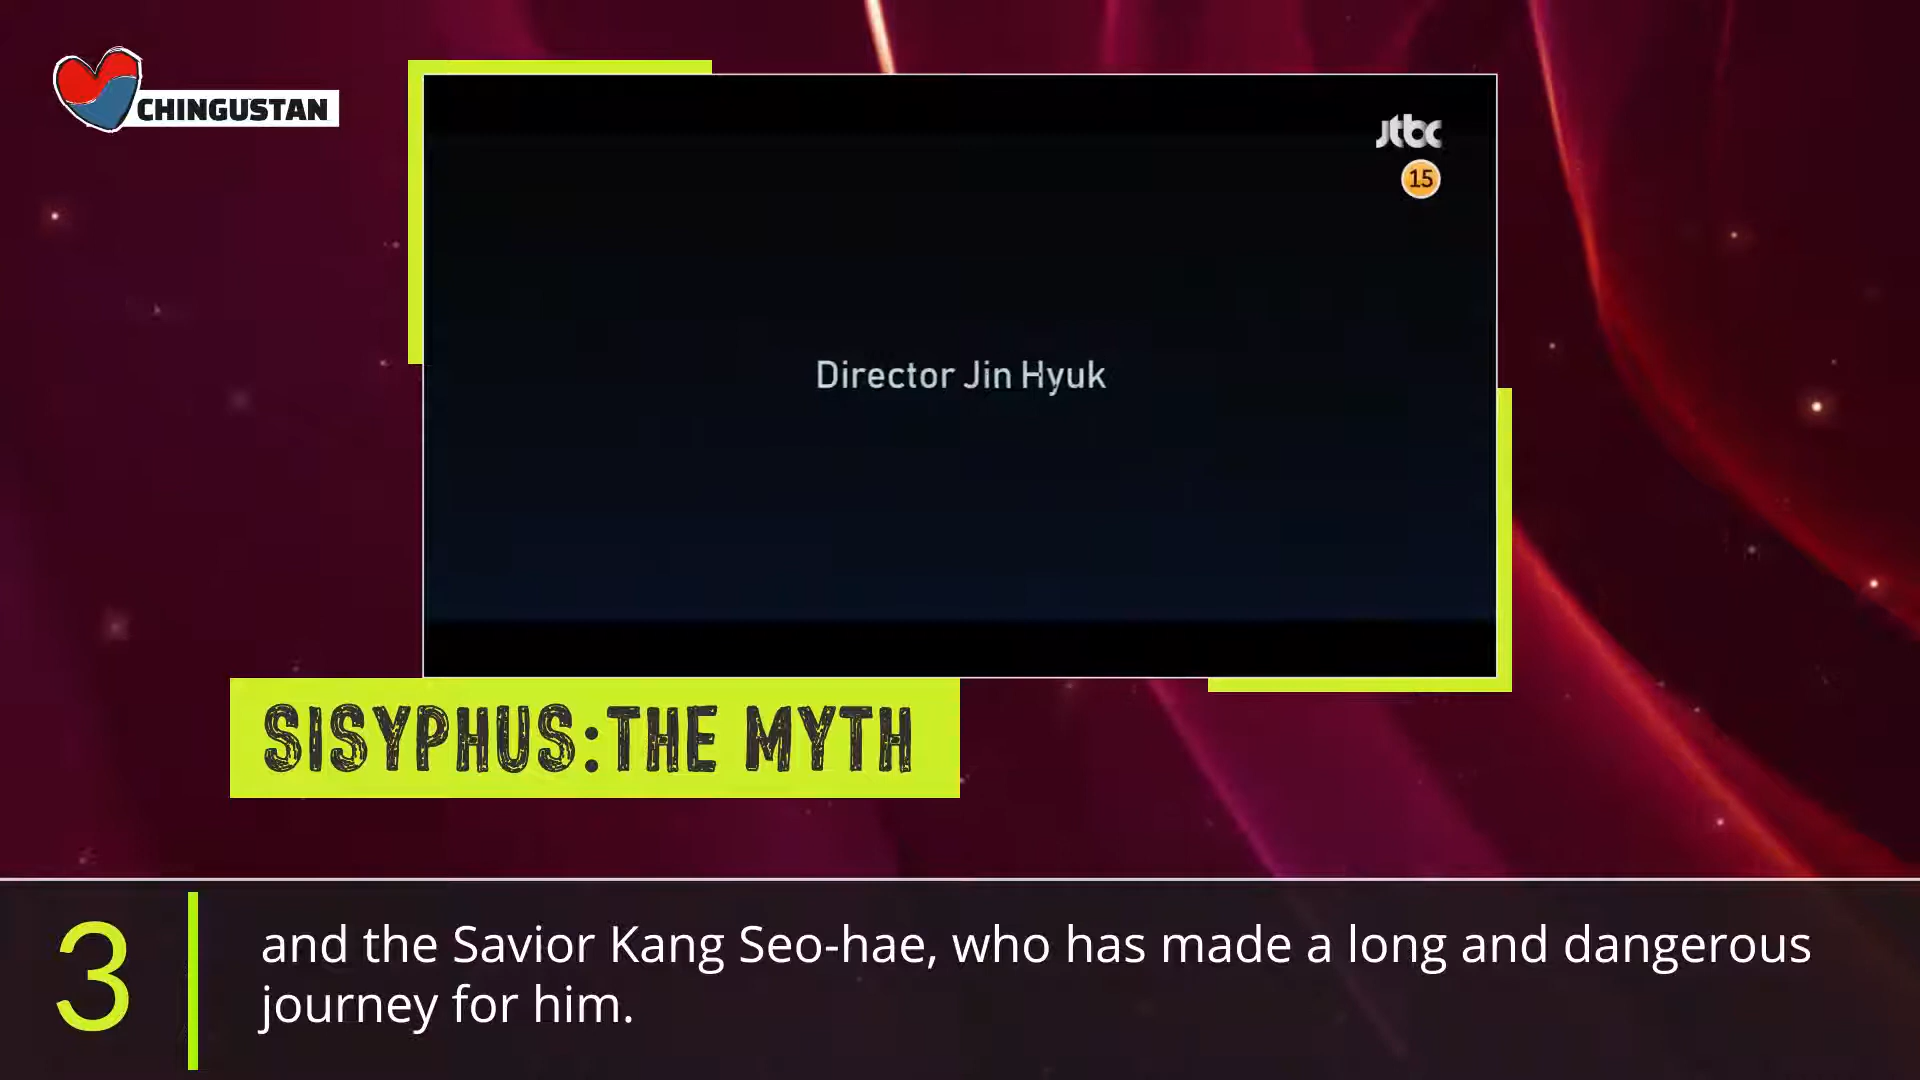 CHINGUSTAN
jtbc
15
Director Jin Hyuk
SISYPHUS:THE MYTH
3
and the Savior Kang Seo-hae, who has made a long and dangerous
journey for him.